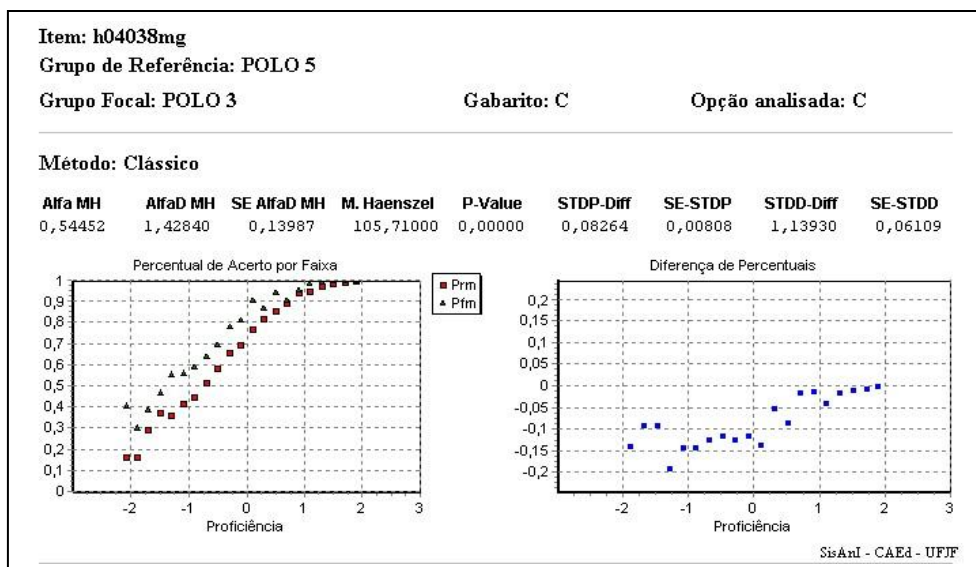 Item: h04038mg
Grupo de Referência: POLO 5
Grupo Focal: POLO 3 Gabarito: C Opção analisada: C
Método: Clássico
Alfa MH AlfaD MH SE AlfaD MH M. Haenszel P-Value STDP-Diff SE-STDP STDD-Diff SE-STDD
0,54452 1,42840 0,13987 105,71000 0,00000 0,08264 0,00808 1,13930 0,06109
Percentual de Acerto por Faixa
1
0,9
0,8
0,7
0,6
0,5
0,4
0,3
0,2
0,1
0
-3 -2 -1 0 1 2 3
Proficiência
Prm
Pfm
Diferença de Percentuais
0,2
0,15
0,1
0,05
0
-0,05
-0,1
-0,15
-0,2
-2 -1 0 1 2 3
Proficiência
SisAnI - CAEd - UFJF